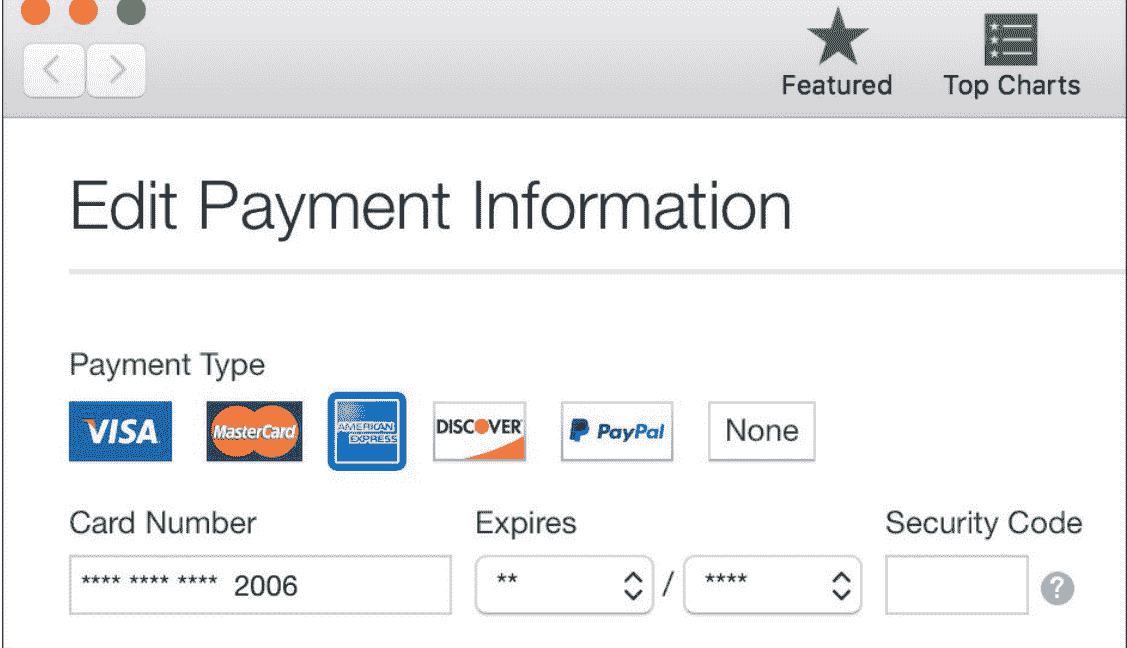 Featured Top Charts
Edit Payment Information
Payment Type
VISA MasterCard AMERICAN EXPRESS DISCOVER PayPal None
Card Number Expires Security Code
**** **** **** 2006 ** / **** ?